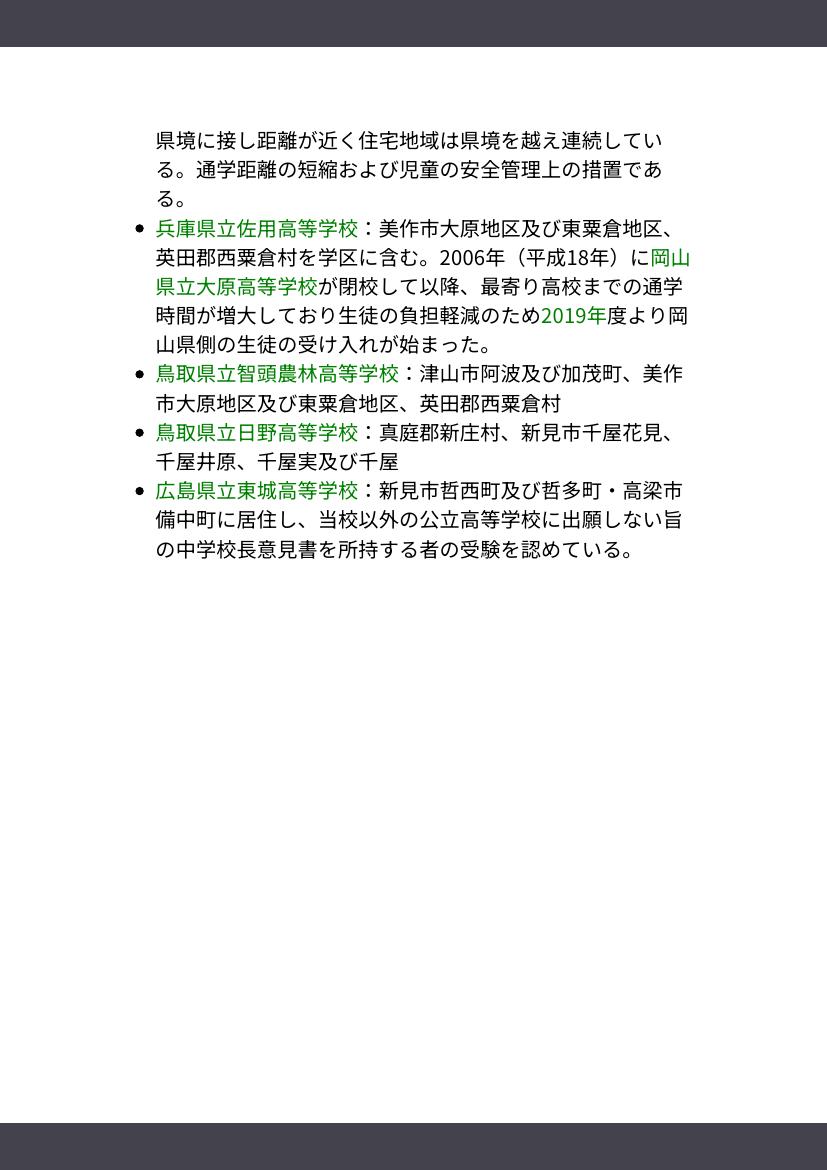 県境に接し距離が近く住宅地域は県境を越え連続してい
る。通学距離の短縮および児童の安全管理上の措置であ
る。
• 兵庫県立佐用高等学校：美作市大原地区及び東粟倉地区、
英田郡西粟倉村を学区に含む。2006年（平成18年）に岡山
県立大原高等学校が閉校して以降、最寄り高校までの通学
時間が増大しており生徒の負担軽減のため2019年度より岡
山県側の生徒の受け入れが始まった。
• 鳥取県立智頭農林高等学校：津山市阿波及び加茂町、美作
市大原地区及び東粟倉地区、英田郡西粟倉村
• 鳥取県立日野高等学校：真庭郡新庄村、新見市千屋花見、
千屋井原、千屋実及び千屋
• 広島県立東城高等学校：新見市哲西町及び哲多町・高梁市
備中町に居住し、当校以外の公立高等学校に出願しない旨
の中学校長意見書を所持する者の受験を認めている。